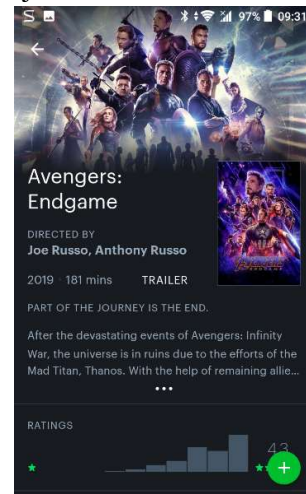 97% 09:31
Avengers:
Endgame
DIRECTED BY
Joe Russo, Anthony Russo
2019 · 181 mins TRAILER
PART OF THE JOURNEY IS THE END.
After the devastating events of Avengers: Infinity
War, the universe is in ruins due to the efforts of the
Mad Titan, Thanos. With the help of remaining allie...
RATINGS
4.3